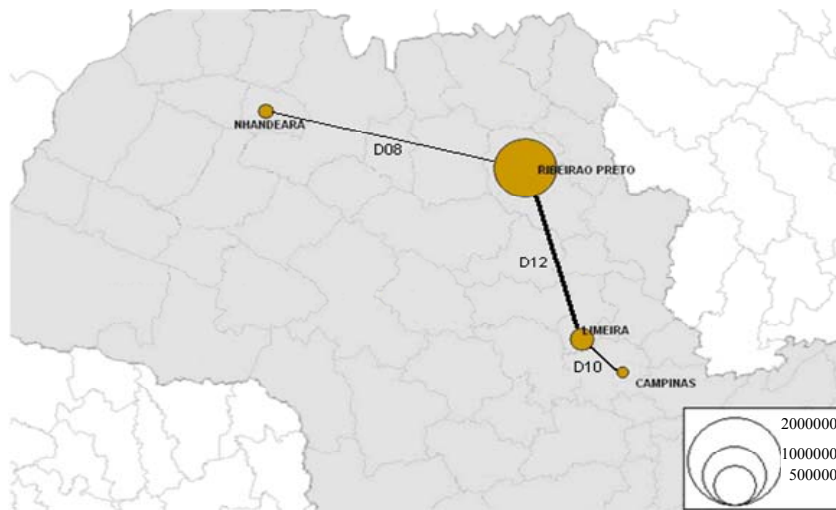 NHANDEARA
D08
RIBEIRAO PRETO
D12
LIMEIRA
D10
CAMPINAS
2000000
1000000
500000